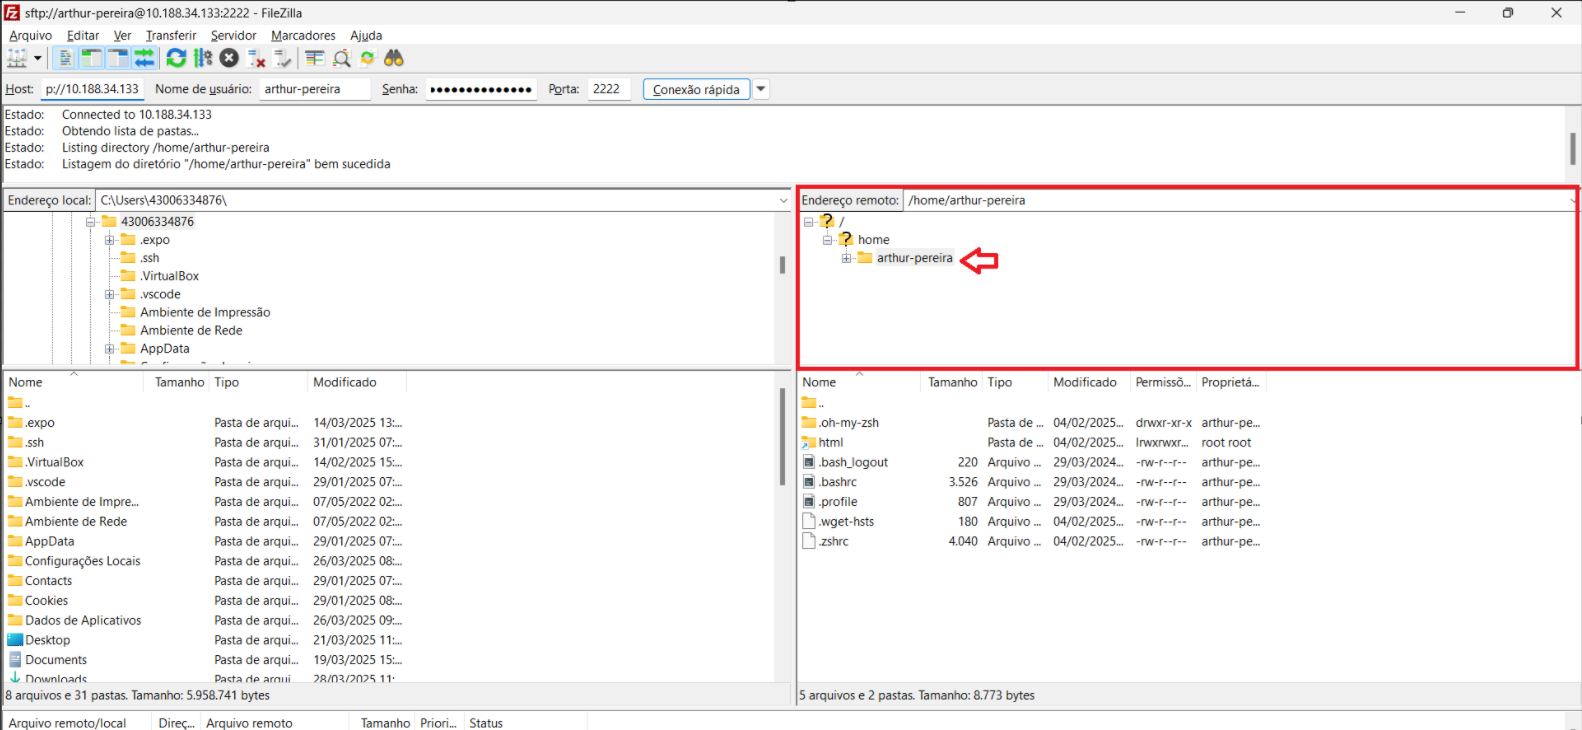 sftp://arthur-pereira@10.188.34.133:2222 - FileZilla
Arquivo Editar Ver Transferir Servidor Marcadores Ajuda
Host: p://10.188.34.133 Nome de usuário: arthur-pereira Senha: ●●●●●●●●●●●●●●● Porta: 2222 Conexão rápida
Estado: Connected to 10.188.34.133
Estado: Obtendo lista de pastas...
Estado: Listing directory /home/arthur-pereira
Estado: Listagem do diretório "/home/arthur-pereira" bem sucedida
Endereço local: C:\Users\43006334876\
43006334876
.expo
.ssh
.VirtualBox
.vscode
Ambiente de Impressão
Ambiente de Rede
AppData
Nome Tamanho Tipo Modificado
..
.expo Pasta de arqui... 14/03/2025 13:...
.ssh Pasta de arqui... 31/01/2025 07:...
.VirtualBox Pasta de arqui... 14/02/2025 15:...
.vscode Pasta de arqui... 29/01/2025 07:...
Ambiente de Impre... Pasta de arqui... 07/05/2022 02:...
Ambiente de Rede Pasta de arqui... 07/05/2022 02:...
AppData Pasta de arqui... 29/01/2025 07:...
Configurações Locais Pasta de arqui... 26/03/2025 08:...
Contacts Pasta de arqui... 29/01/2025 07:...
Cookies Pasta de arqui... 29/01/2025 08:...
Dados de Aplicativos Pasta de arqui... 26/03/2025 09:...
Desktop Pasta de arqui... 21/03/2025 11:...
Documents Pasta de arqui... 19/03/2025 15:...
Downloads Pasta de arqui... 28/03/2025 11:...
8 arquivos e 31 pastas. Tamanho: 5.958.741 bytes
Endereço remoto: /home/arthur-pereira
/
home
arthur-pereira
Nome Tamanho Tipo Modificado Permissõ... Proprietá...
..
.oh-my-zsh Pasta de ... 04/02/2025... drwxr-xr-x arthur-pe...
html Pasta de ... 04/02/2025... lrwxrwxr... root root
.bash_logout 220 Arquivo ... 29/03/2024... -rw-r--r-- arthur-pe...
.bashrc 3.526 Arquivo ... 29/03/2024... -rw-r--r-- arthur-pe...
.profile 807 Arquivo ... 29/03/2024... -rw-r--r-- arthur-pe...
.wget-hsts 180 Arquivo ... 04/02/2025... -rw-r--r-- arthur-pe...
.zshrc 4.040 Arquivo ... 04/02/2025... -rw-r--r-- arthur-pe...
5 arquivos e 2 pastas. Tamanho: 8.773 bytes
Arquivo remoto/local Direç... Arquivo remoto Tamanho Priori... Status